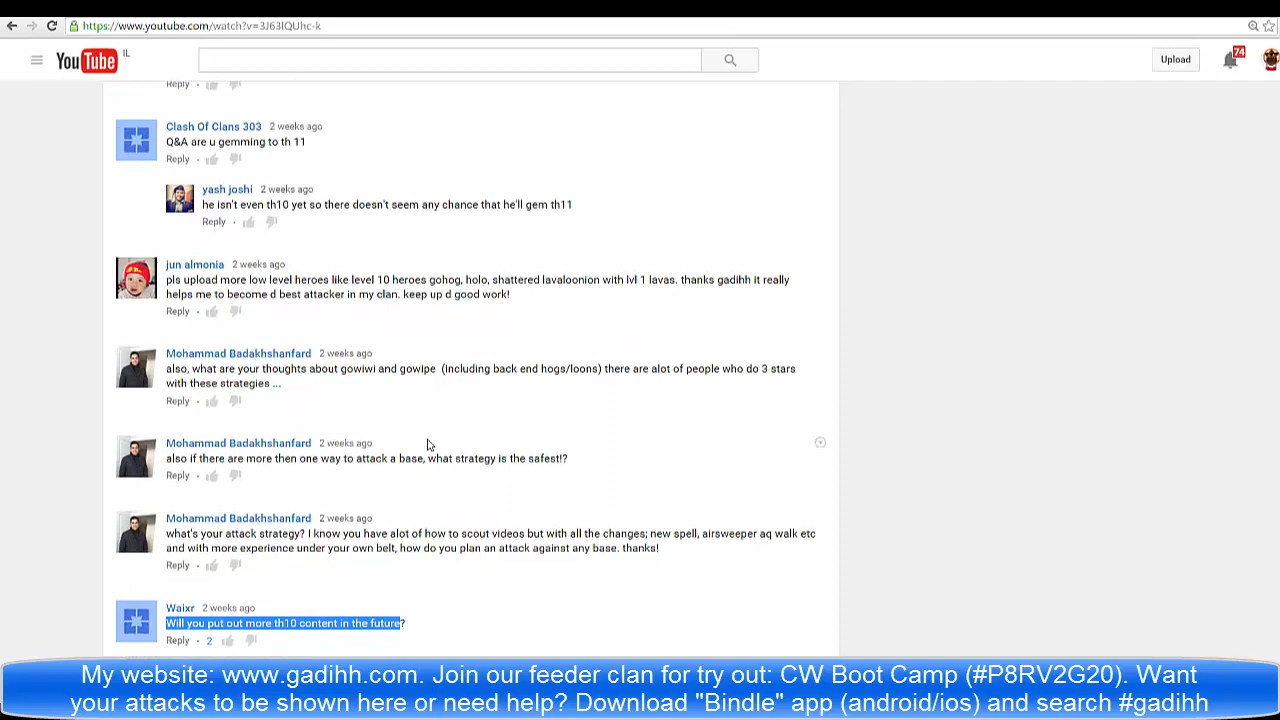 https://www.youtube.com/watch?v=3J63lQUhc-k
YouTube IL
Upload
74
Reply
Clash Of Clans 303 2 weeks ago
Q&A are u gemming to th 11
Reply
yash joshi 2 weeks ago
he isn't even th10 yet so there doesn't seem any chance that he'll gem th11
Reply
jun almonia 2 weeks ago
pls upload more low level heroes like level 10 heroes gohog, holo, shattered lavaloonion with lvl 1 lavas. thanks gadihh it really
helps me to become d best attacker in my clan. keep up d good work!
Reply
Mohammad Badakhshanfard 2 weeks ago
also, what are your thoughts about gowiwi and gowipe (including back end hogs/loons) there are alot of people who do 3 stars
with these strategies ...
Reply
Mohammad Badakhshanfard 2 weeks ago
also if there are more then one way to attack a base, what strategy is the safest!?
Reply
Mohammad Badakhshanfard 2 weeks ago
what's your attack strategy? I know you have alot of how to scout videos but with all the changes; new spell, airsweeper aq walk etc
and with more experience under your own belt, how do you plan an attack against any base. thanks!
Reply
Waixr 2 weeks ago
Will you put out more th10 content in the future?
Reply 2
My website: www.gadihh.com. Join our feeder clan for try out: CW Boot Camp (#P8RV2G20). Want
your attacks to be shown here or need help? Download "Bindle" app (android/ios) and search #gadihh